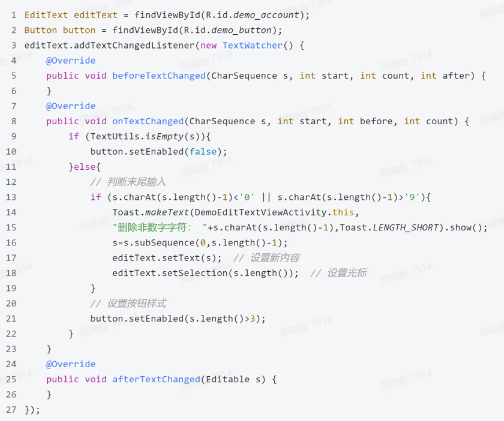 1 EditText editText = findViewById(R.id.demo_account);
2 Button button = findViewById(R.id.demo_button);
3 editText.addTextChangedListener(new TextWatcher() {
4     @Override
5     public void beforeTextChanged(CharSequence s, int start, int count, int after) {
6     }
7     @Override
8     public void onTextChanged(CharSequence s, int start, int before, int count) {
9         if (TextUtils.isEmpty(s)){
10             button.setEnabled(false);
11         }else{
12             // 判断末尾输入
13             if (s.charAt(s.length()-1)<'0' || s.charAt(s.length()-1)>'9'){
14                 Toast.makeText(DemoEditTextViewActivity.this,
15                 "删除非数字字符： "+s.charAt(s.length()-1),Toast.LENGTH_SHORT).show();
16                 s=s.subSequence(0,s.length()-1);
17                 editText.setText(s);  // 设置新内容
18                 editText.setSelection(s.length());  // 设置光标
19             }
20             // 设置按钮样式
21             button.setEnabled(s.length()>3);
22         }
23     }
24     @Override
25     public void afterTextChanged(Editable s) {
26     }
27 });